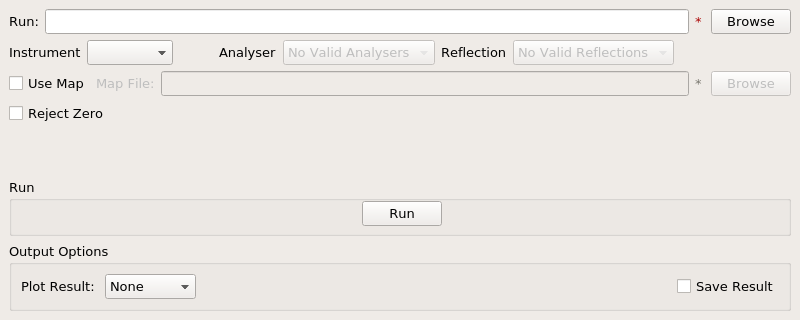 Run: * Browse
Instrument Analyser No Valid Analysers Reflection No Valid Reflections
Use Map Map File: * Browse
Reject Zero
Run
Run
Output Options
Plot Result: None Save Result